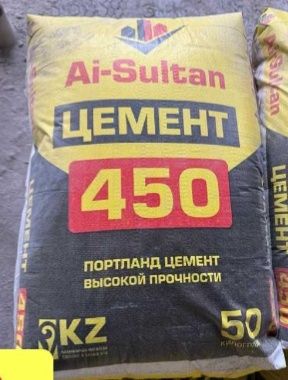 Ai-Sultan
ЦЕМЕНТ
450
ПОРТЛАНД ЦЕМЕНТ
ВЫСОКОЙ ПРОЧНОСТИ
KZ
50